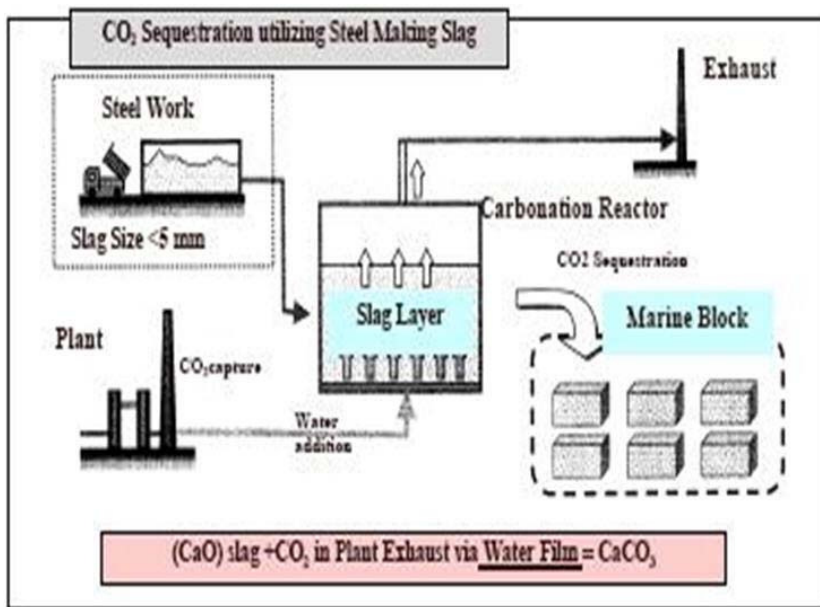 CO₂ Sequestration utilizing Steel Making Slag
Exhaust
Steel Work
Slag Size <5 mm
Carbonation Reactor
CO2 Sequestration
Slag Layer
Marine Block
Plant
CO₂capture
Water
addition
(CaO) slag +CO₂ in Plant Exhaust via Water Film = CaCO₃